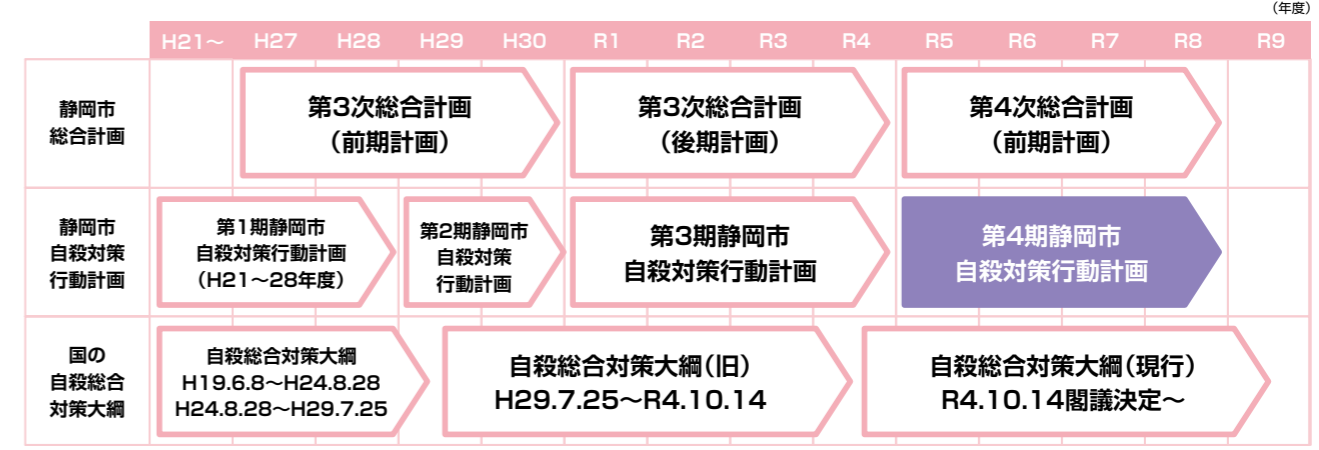 （年度）
H21～ H27 H28 H29 H30 R1 R2 R3 R4 R5 R6 R7 R8 R9
静岡市
総合計画
第3次総合計画
（前期計画）
第3次総合計画
（後期計画）
第4次総合計画
（前期計画）
静岡市
自殺対策
行動計画
第1期静岡市
自殺対策行動計画
（H21～28年度）
第2期静岡市
自殺対策
行動計画
第3期静岡市
自殺対策行動計画
第4期静岡市
自殺対策行動計画
国の
自殺総合
対策大綱
自殺総合対策大綱
H19.6.8～H24.8.28
H24.8.28～H29.7.25
自殺総合対策大綱（旧）
H29.7.25～R4.10.14
自殺総合対策大綱（現行）
R4.10.14閣議決定～